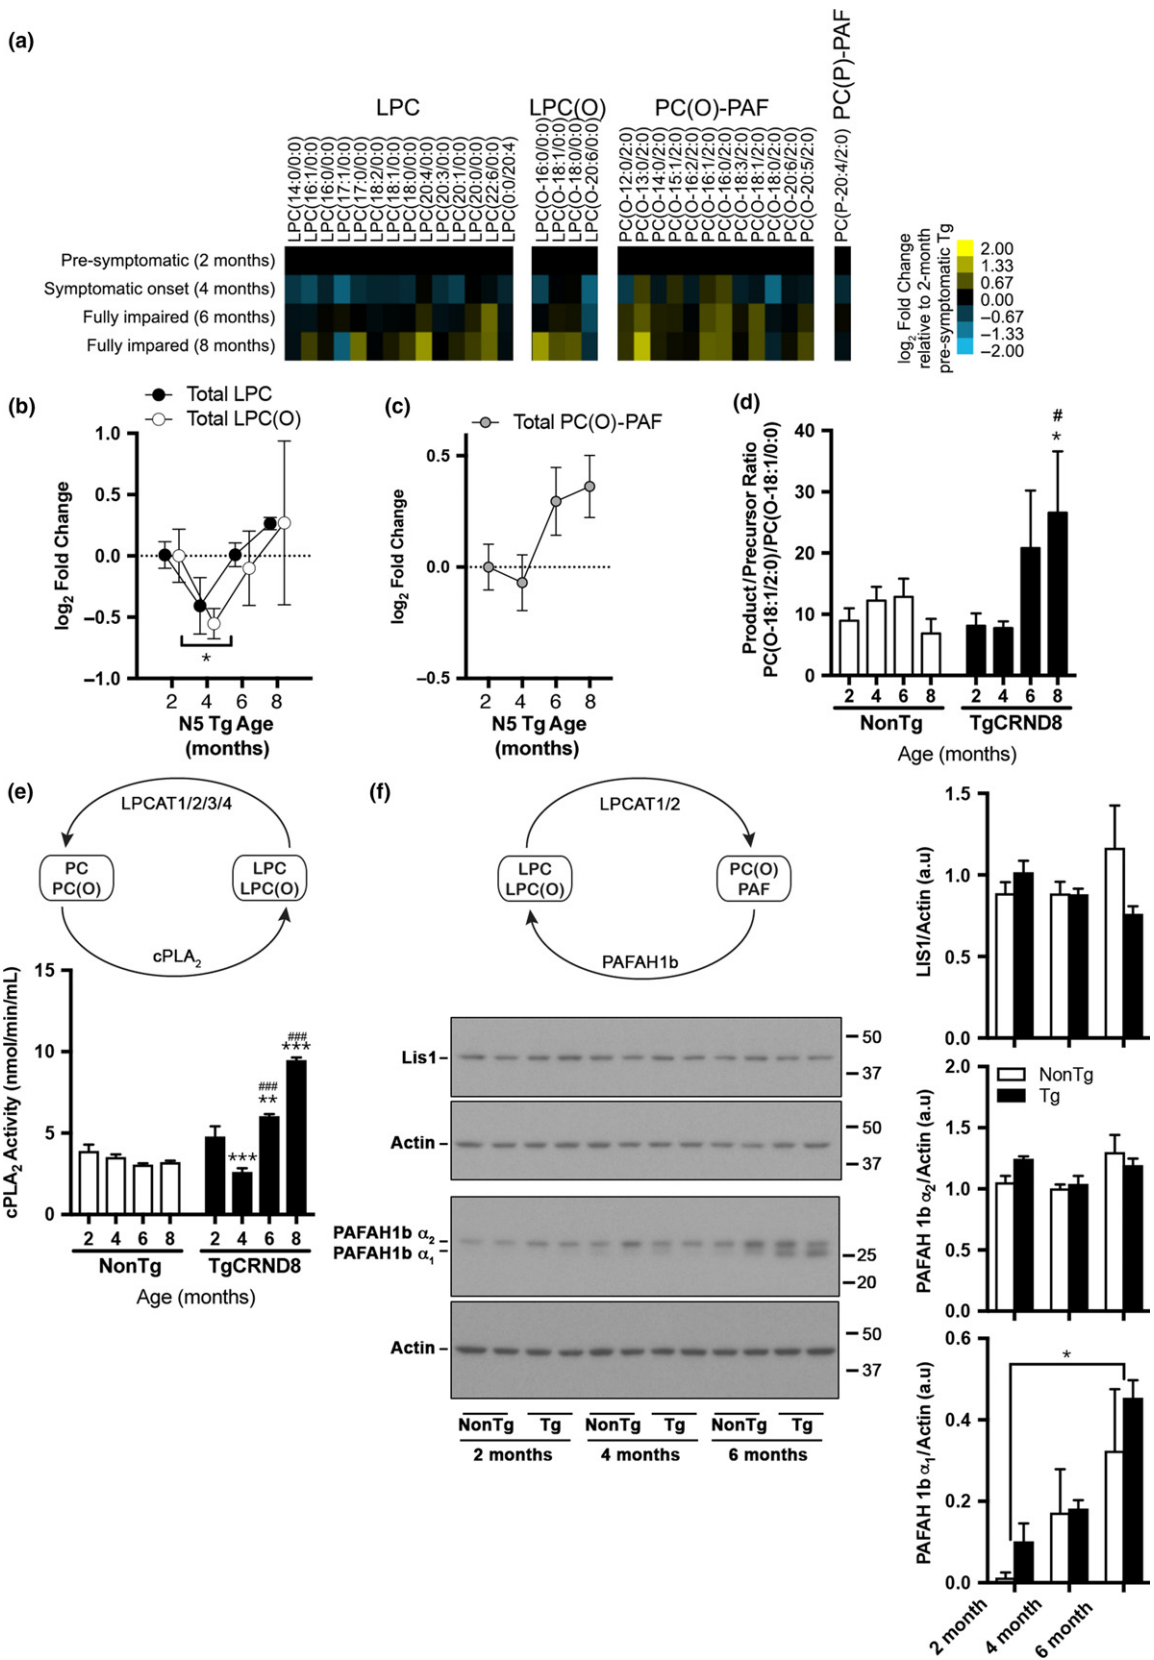 (a)
LPC
LPC(O)
PC(O)-PAF
PC(P)-PAF
LPC(14:0/0:0)
LPC(16:1/0:0)
LPC(16:0/0:0)
LPC(17:1/0:0)
LPC(17:0/0:0)
LPC(18:2/0:0)
LPC(18:1/0:0)
LPC(18:0/0:0)
LPC(20:4/0:0)
LPC(20:3/0:0)
LPC(20:1/0:0)
LPC(20:0/0:0)
LPC(22:6/0:0)
LPC(0:0/20:4)
LPC(O-16:0/0:0)
LPC(O-18:1/0:0)
LPC(O-18:0/0:0)
LPC(O-20:6/0:0)
PC(O-12:0/2:0)
PC(O-13:0/2:0)
PC(O-14:0/2:0)
PC(O-15:1/2:0)
PC(O-16:2/2:0)
PC(O-16:1/2:0)
PC(O-16:0/2:0)
PC(O-18:3/2:0)
PC(O-18:1/2:0)
PC(O-18:0/2:0)
PC(O-20:6/2:0)
PC(O-20:5/2:0)
PC(P-20:4/2:0)
Pre-symptomatic (2 months)
Symptomatic onset (4 months)
Fully impaired (6 months)
Fully impared (8 months)
log2 Fold Change
relative to 2-month
pre-symptomatic Tg
2.00
1.33
0.67
0.00
−0.67
−1.33
−2.00
(b)
Total LPC
Total LPC(O)
log2 Fold Change
1.0
0.5
0.0
−0.5
−1.0
*
2 4 6 8
N5 Tg Age
(months)
(c)
Total PC(O)-PAF
log2 Fold Change
0.5
0.0
−0.5
2 4 6 8
N5 Tg Age
(months)
(d)
Product/Precursor Ratio
PC(O-18:1/2:0)/PC(O-18:1/0:0)
40
30
20
10
0
#
*
2 4 6 8 2 4 6 8
NonTg TgCRND8
Age (months)
(e)
LPCAT1/2/3/4
PC
PC(O)
LPC
LPC(O)
cPLA2
cPLA2 Activity (nmol/min/mL)
15
10
5
0
***
###
**
###
***
2 4 6 8 2 4 6 8
NonTg TgCRND8
Age (months)
(f)
LPCAT1/2
LPC
LPC(O)
PC(O)
PAF
PAFAH1b
Lis1
50
37
Actin
50
37
PAFAH1b α2
PAFAH1b α1
25
20
Actin
50
37
NonTg Tg NonTg Tg NonTg Tg
2 months 4 months 6 months
LIS1/Actin (a.u)
1.5
1.0
0.5
0.0
PAFAH 1b α2/Actin (a.u)
2.0
1.5
1.0
0.5
0.0
NonTg
Tg
PAFAH 1b α1/Actin (a.u)
0.6
0.4
0.2
0.0
*
2 month
4 month
6 month